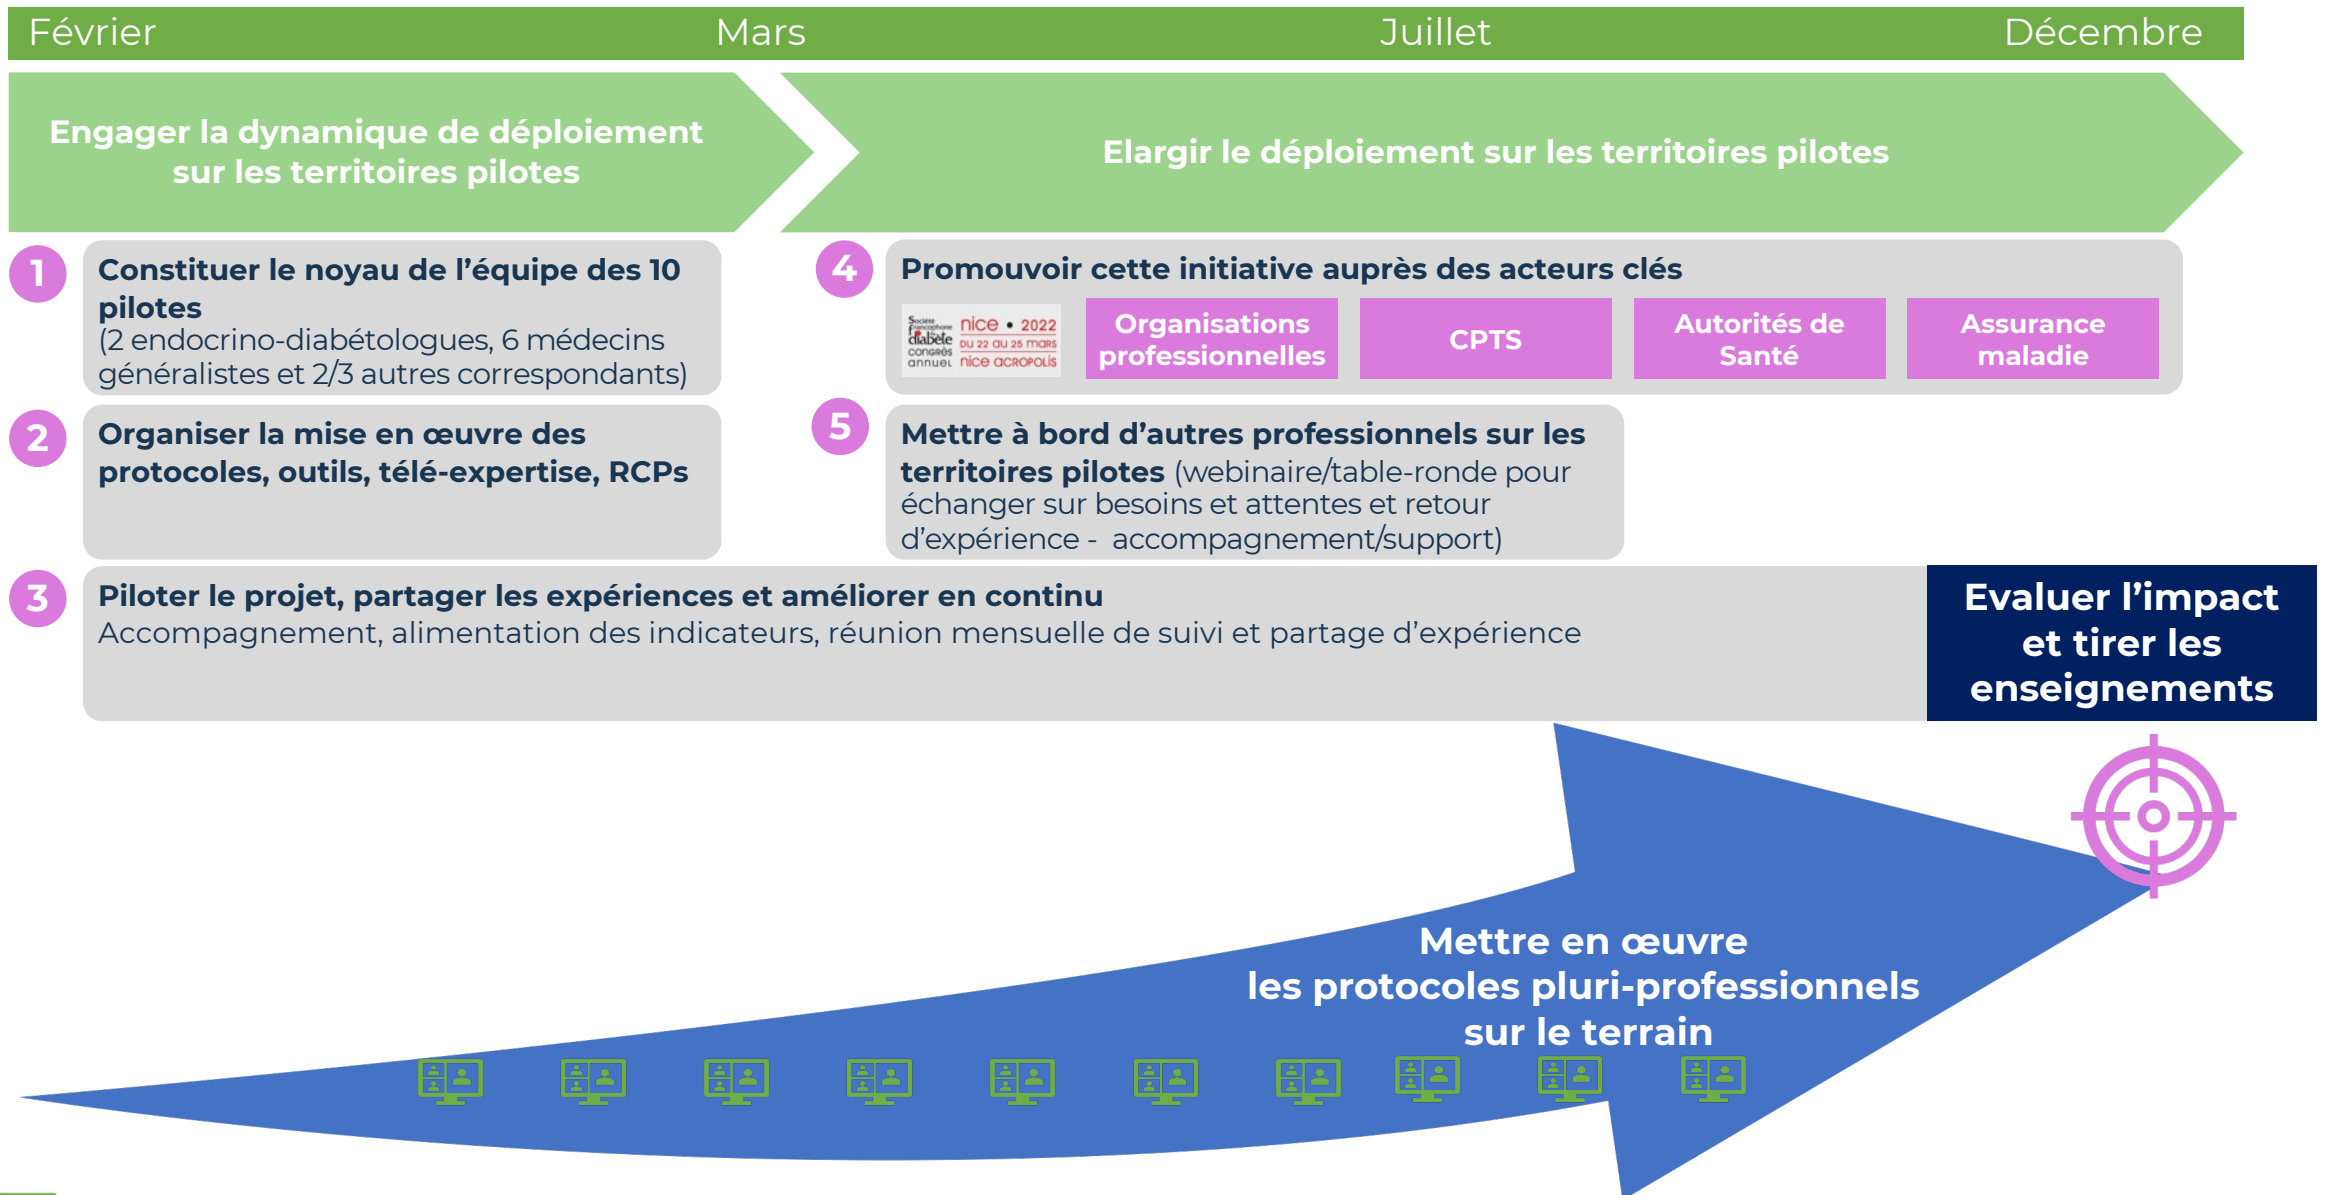 Février
Mars
Juillet
Décembre
Engager la dynamique de déploiement
sur les territoires pilotes
Elargir le déploiement sur les territoires pilotes
1
Constituer le noyau de l’équipe des 10
pilotes
(2 endocrino-diabétologues, 6 médecins
généralistes et 2/3 autres correspondants)
2
Organiser la mise en œuvre des
protocoles, outils, télé-expertise, RCPs
4
Promouvoir cette initiative auprès des acteurs clés
Société
Francophone
du
diabète
congrès
annuel
nice • 2022
DU 22 au 25 mars
nice acropolis
Organisations
professionnelles
CPTS
Autorités de
Santé
Assurance
maladie
5
Mettre à bord d’autres professionnels sur les
territoires pilotes (webinaire/table-ronde pour
échanger sur besoins et attentes et retour
d’expérience - accompagnement/support)
3
Piloter le projet, partager les expériences et améliorer en continu
Accompagnement, alimentation des indicateurs, réunion mensuelle de suivi et partage d’expérience
Evaluer l’impact
et tirer les
enseignements
Mettre en œuvre
les protocoles pluri-professionnels
sur le terrain